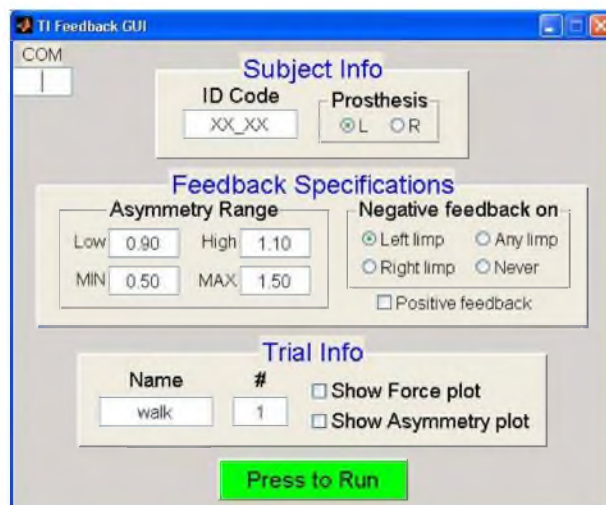 TI Feedback GUI
COM
Subject Info
ID Code
Prosthesis
XX_XX
L R
Feedback Specifications
Asymmetry Range
Negative feedback on
Low 0.90 High 1.10
Left limp Any limp
MIN 0.50 MAX 1.50
Right limp Never
Positive feedback
Trial Info
Name #
Show Force plot
walk 1
Show Asymmetry plot
Press to Run